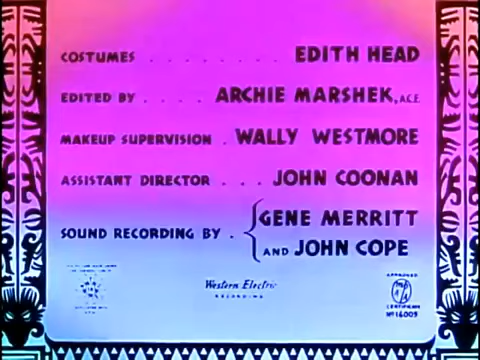 COSTUMES . . . . . . . . EDITH HEAD
EDITED BY . . . . ARCHIE MARSHEK, A.C.E.
MAKEUP SUPERVISION . WALLY WESTMORE
ASSISTANT DIRECTOR . . . JOHN COONAN
SOUND RECORDING BY . GENE MERRITT
AND JOHN COPE
Western Electric
RECORDING
APPROVED
CERTIFICATE
No 16005